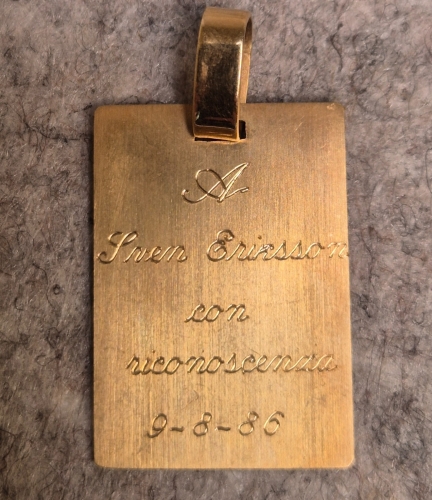 A
Sven Eriksson
con
riconoscenza
9-8-86